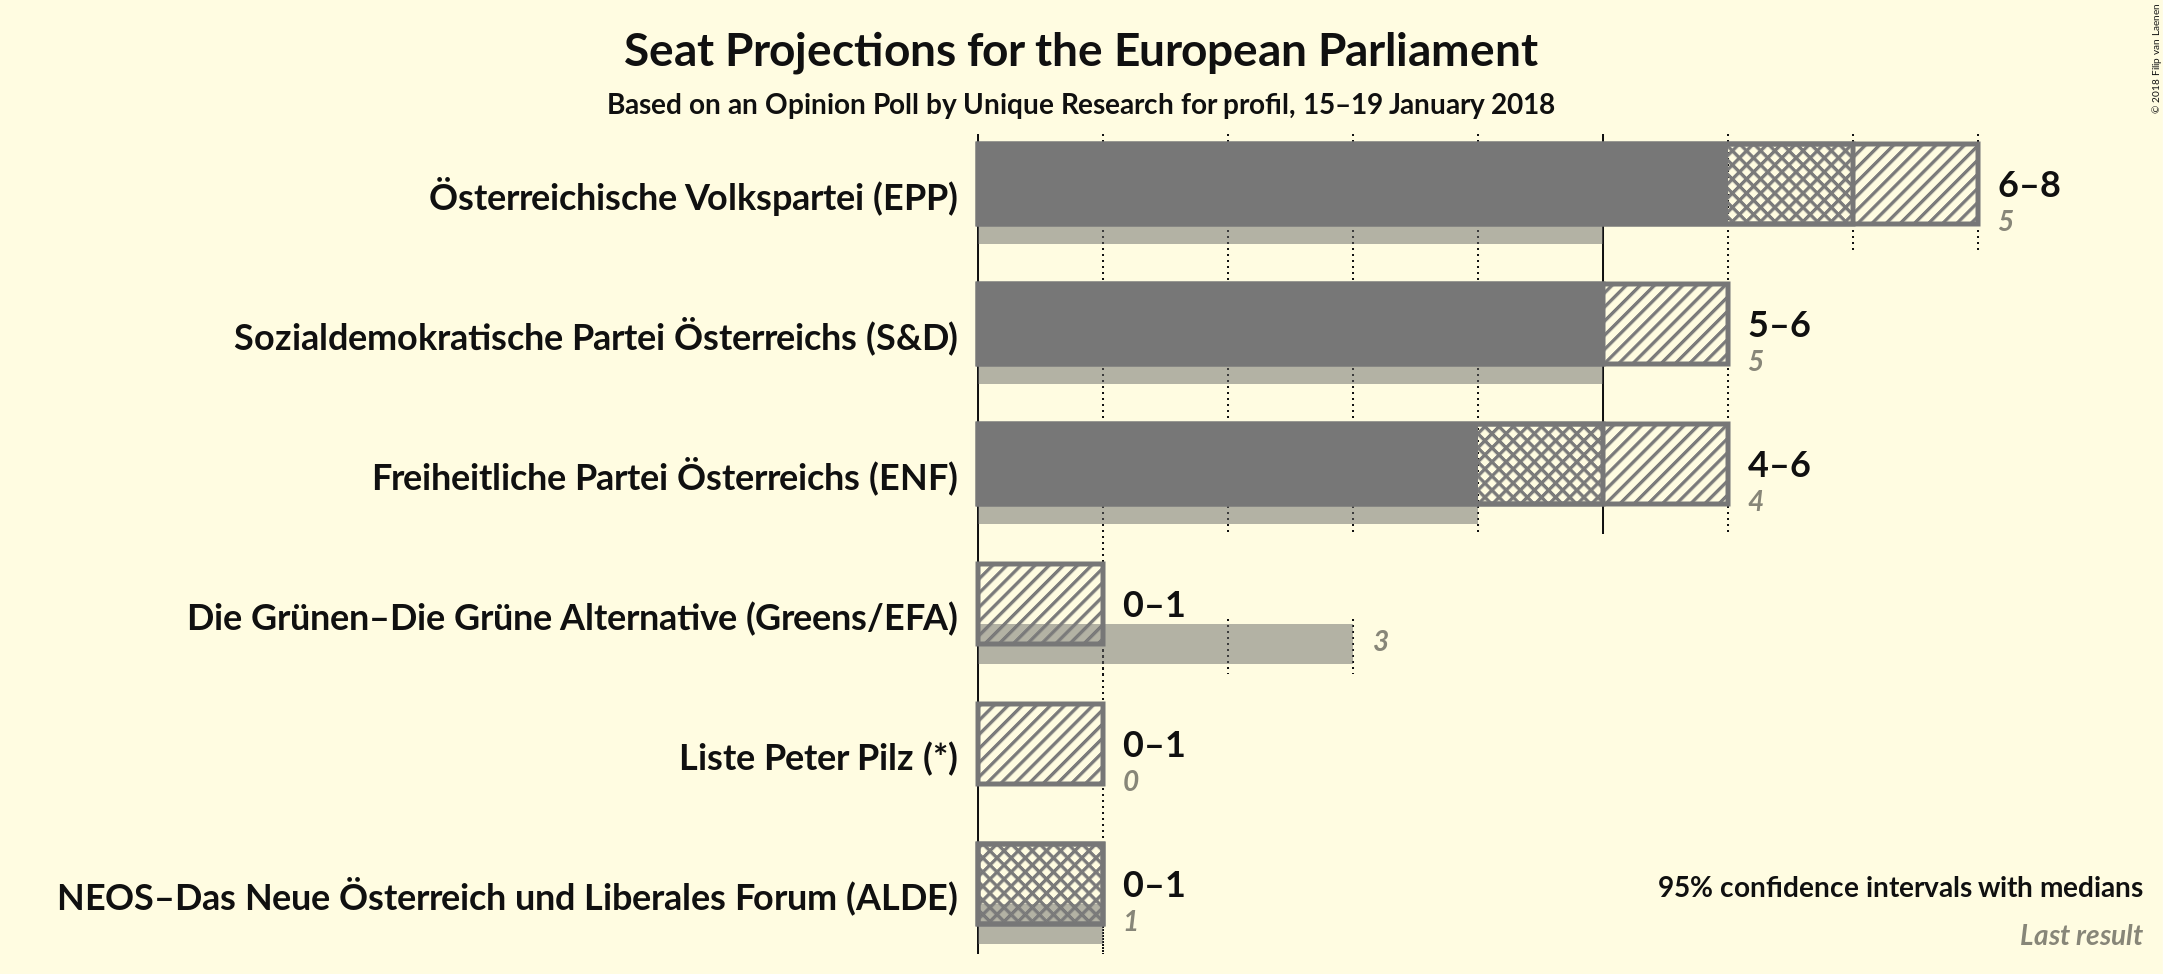 Seat Projections for the European Parliament
Based on an Opinion Poll by Unique Research for profil, 15–19 January 2018
© 2018 Filip van Laenen
Österreichische Volkspartei (EPP)
6–8
5
Sozialdemokratische Partei Österreichs (S&D)
5–6
5
Freiheitliche Partei Österreichs (ENF)
4–6
4
Die Grünen–Die Grüne Alternative (Greens/EFA)
0–1
3
Liste Peter Pilz (*)
0–1
0
NEOS–Das Neue Österreich und Liberales Forum (ALDE)
0–1
1
95% confidence intervals with medians
Last result